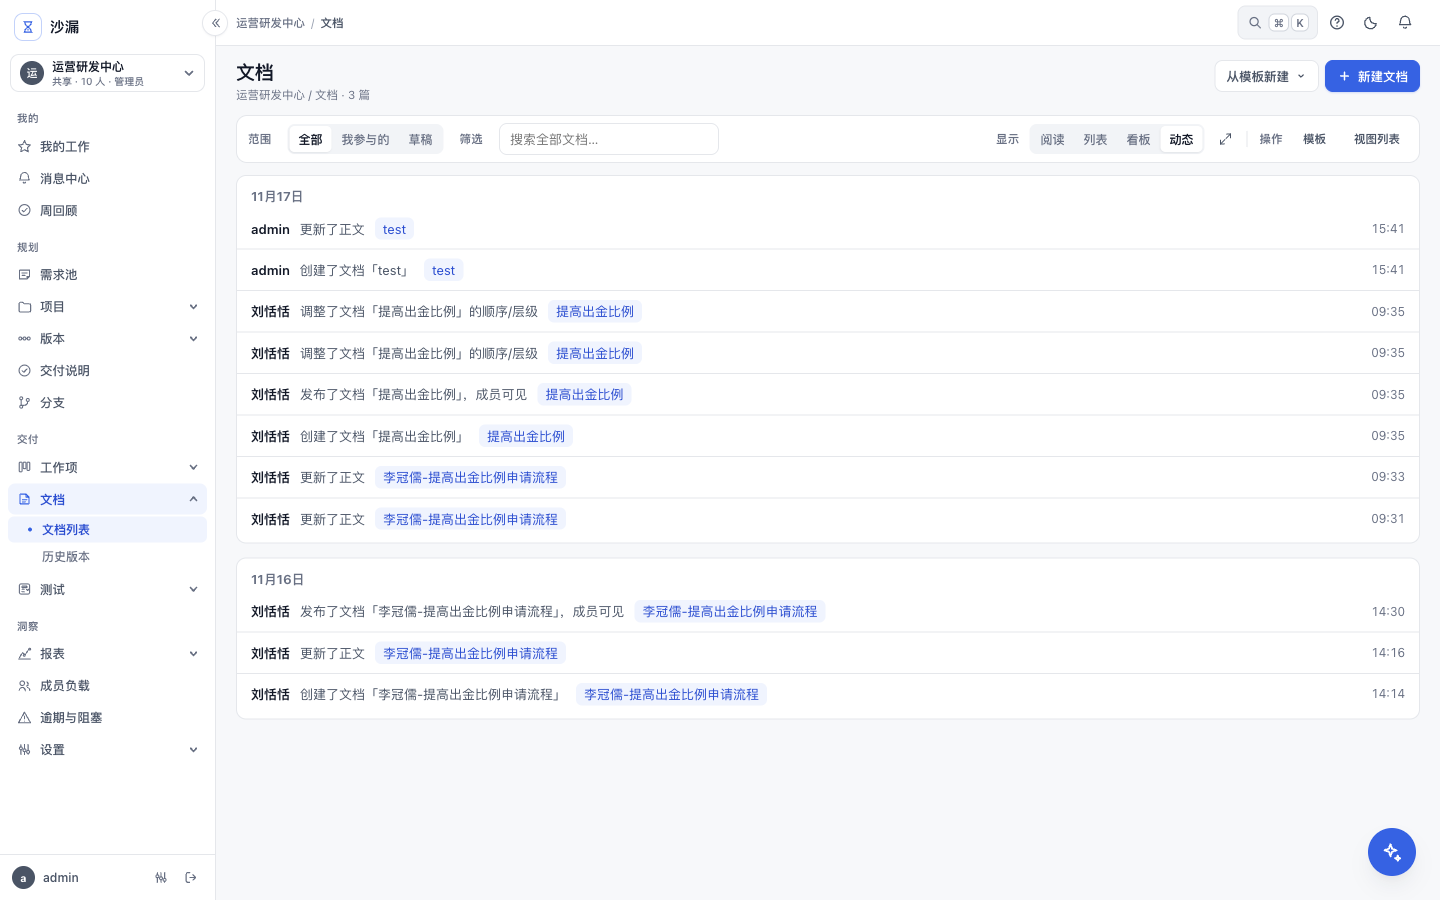 沙漏
运
运营研发中心
共享 · 10 人 · 管理员
我的
我的工作
消息中心
周回顾
规划
需求池
项目
版本
交付说明
分支
交付
工作项
文档
文档列表
历史版本
测试
洞察
报表
成员负载
逾期与阻塞
设置
a
admin
运营研发中心 / 文档
⌘ K
文档
运营研发中心 / 文档 · 3 篇
从模板新建
新建文档
范围 全部 我参与的 草稿 筛选 搜索全部文档... 显示 阅读 列表 看板 动态 操作 模板 视图列表
11月17日
admin 更新了正文 test 15:41
admin 创建了文档「test」 test 15:41
刘恬恬 调整了文档「提高出金比例」的顺序/层级 提高出金比例 09:35
刘恬恬 调整了文档「提高出金比例」的顺序/层级 提高出金比例 09:35
刘恬恬 发布了文档「提高出金比例」，成员可见 提高出金比例 09:35
刘恬恬 创建了文档「提高出金比例」 提高出金比例 09:35
刘恬恬 更新了正文 李冠儒-提高出金比例申请流程 09:33
刘恬恬 更新了正文 李冠儒-提高出金比例申请流程 09:31
11月16日
刘恬恬 发布了文档「李冠儒-提高出金比例申请流程」，成员可见 李冠儒-提高出金比例申请流程 14:30
刘恬恬 更新了正文 李冠儒-提高出金比例申请流程 14:16
刘恬恬 创建了文档「李冠儒-提高出金比例申请流程」 李冠儒-提高出金比例申请流程 14:14